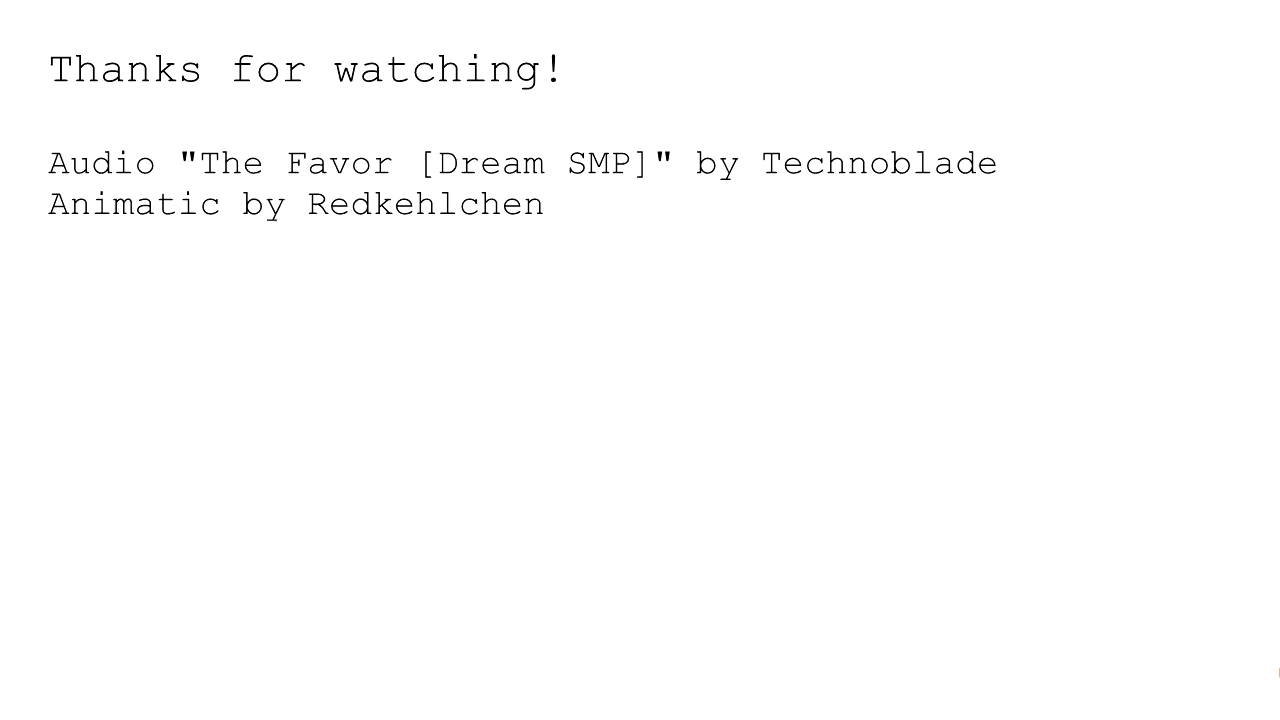 Thanks for watching!
Audio "The Favor [Dream SMP]" by Technoblade
Animatic by Redkehlchen